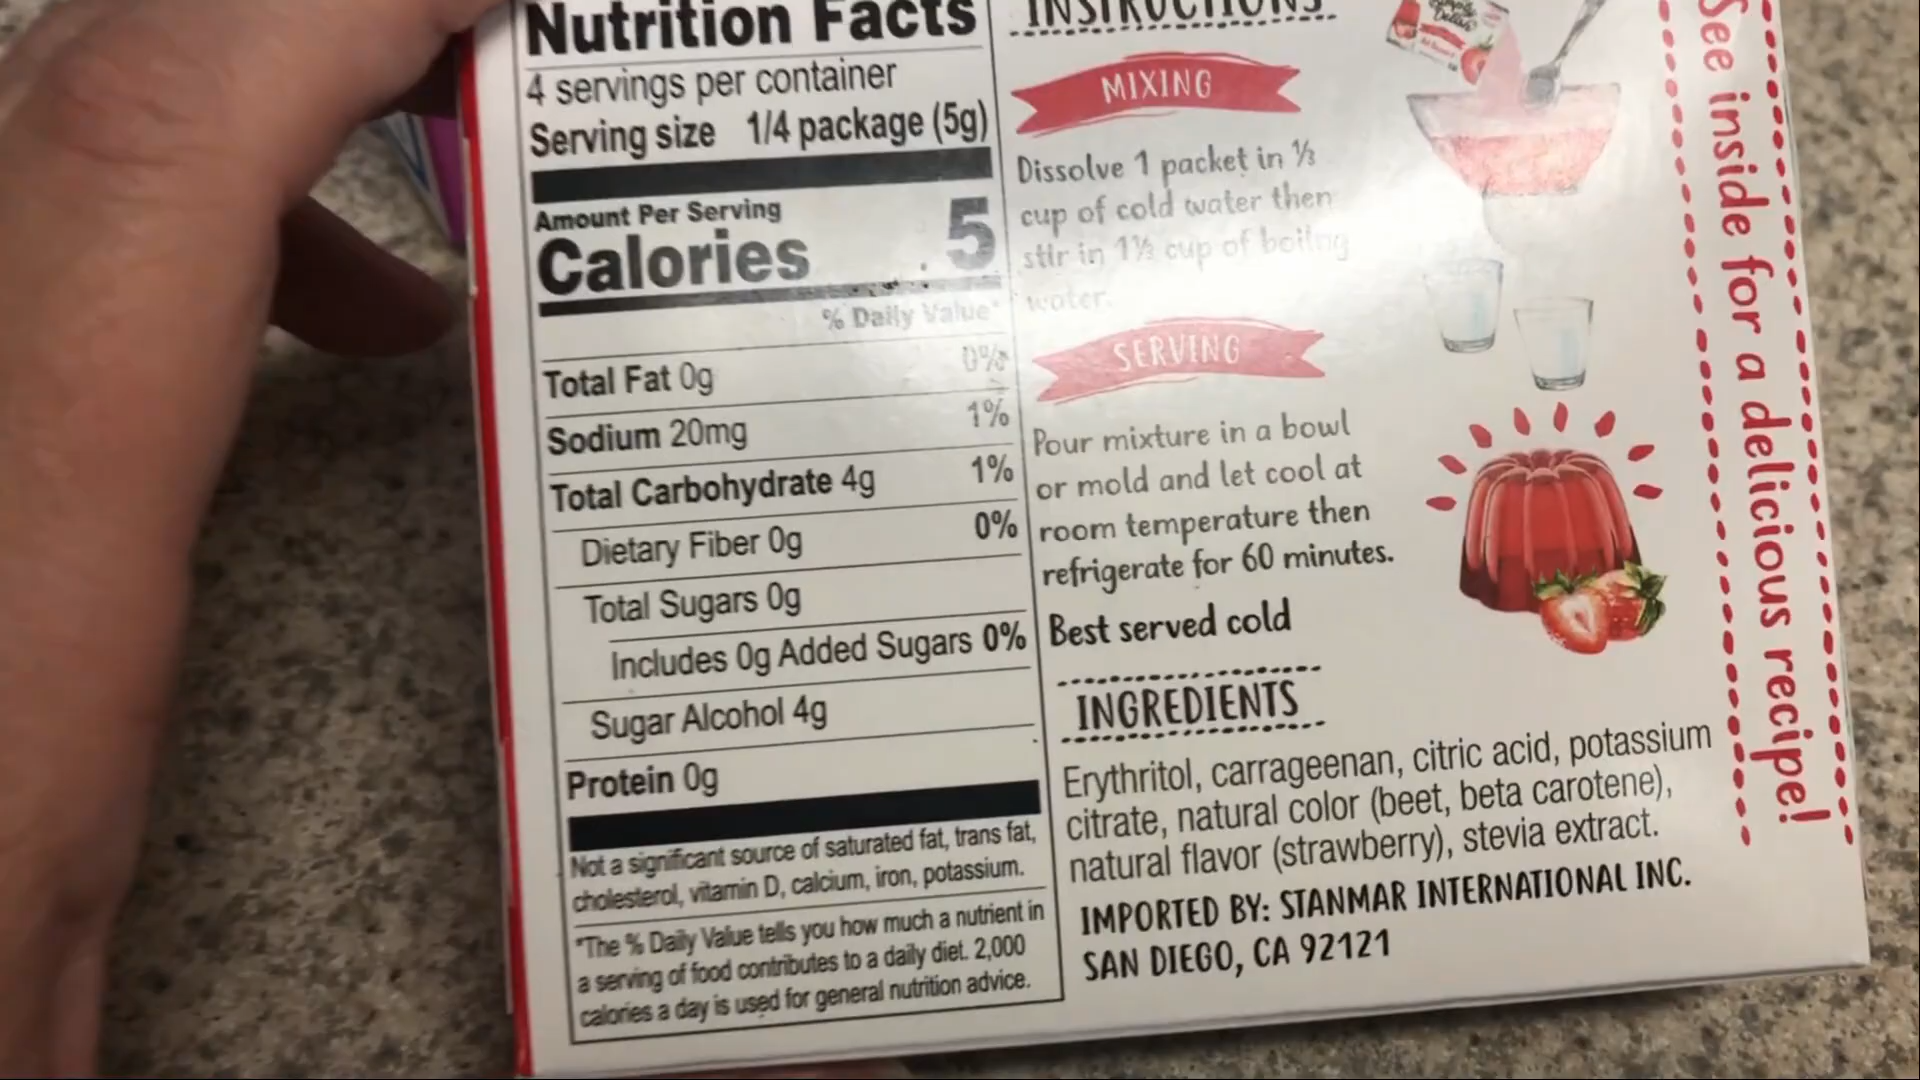 Nutrition Facts
4 servings per container
Serving size 1/4 package (5g)
Amount Per Serving
Calories 5
% Daily Value*
Total Fat 0g 0%
Sodium 20mg 1%
Total Carbohydrate 4g 1%
Dietary Fiber 0g 0%
Total Sugars 0g
Includes 0g Added Sugars 0%
Sugar Alcohol 4g
Protein 0g
Not a significant source of saturated fat, trans fat,
cholesterol, vitamin D, calcium, iron, potassium.
*The % Daily Value tells you how much a nutrient in
a serving of food contributes to a daily diet. 2,000
calories a day is used for general nutrition advice.
INSTRUCTIONS
MIXING
Dissolve 1 packet in ⅓
cup of cold water then
stir in 1⅓ cup of boiling
water.
SERVING
Pour mixture in a bowl
or mold and let cool at
room temperature then
refrigerate for 60 minutes.
Best served cold
INGREDIENTS
Erythritol, carrageenan, citric acid, potassium
citrate, natural color (beet, beta carotene),
natural flavor (strawberry), stevia extract.
IMPORTED BY: STANMAR INTERNATIONAL INC.
SAN DIEGO, CA 92121
See inside for a delicious recipe!